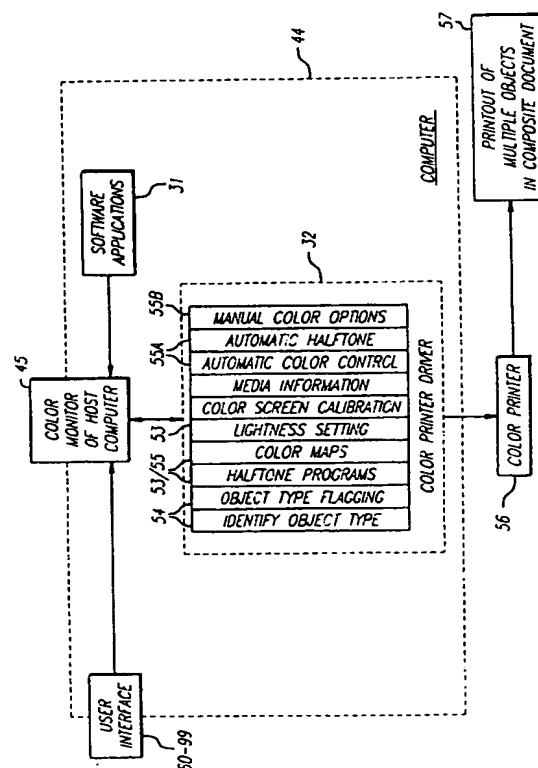 44
45
COLOR
MONITOR
OF HOST
COMPUTER
SOFTWARE
APPLICATIONS
31
USER
INTERFACE
60-99
32
55B
MANUAL COLOR OPTIONS
55A
AUTOMATIC HALFTONE
AUTOMATIC COLOR CONTROL
MEDIA INFORMATION
COLOR SCREEN CALIBRATION
53
LIGHTNESS SETTING
53/55
COLOR MAPS
HALFTONE PROGRAMS
54
OBJECT TYPE FLAGGING
IDENTIFY OBJECT TYPE
COLOR PRINTER DRIVER
COMPUTER
COLOR PRINTER
56
57
PRINTOUT OF
MULTIPLE OBJECTS
IN COMPOSITE DOCUMENT